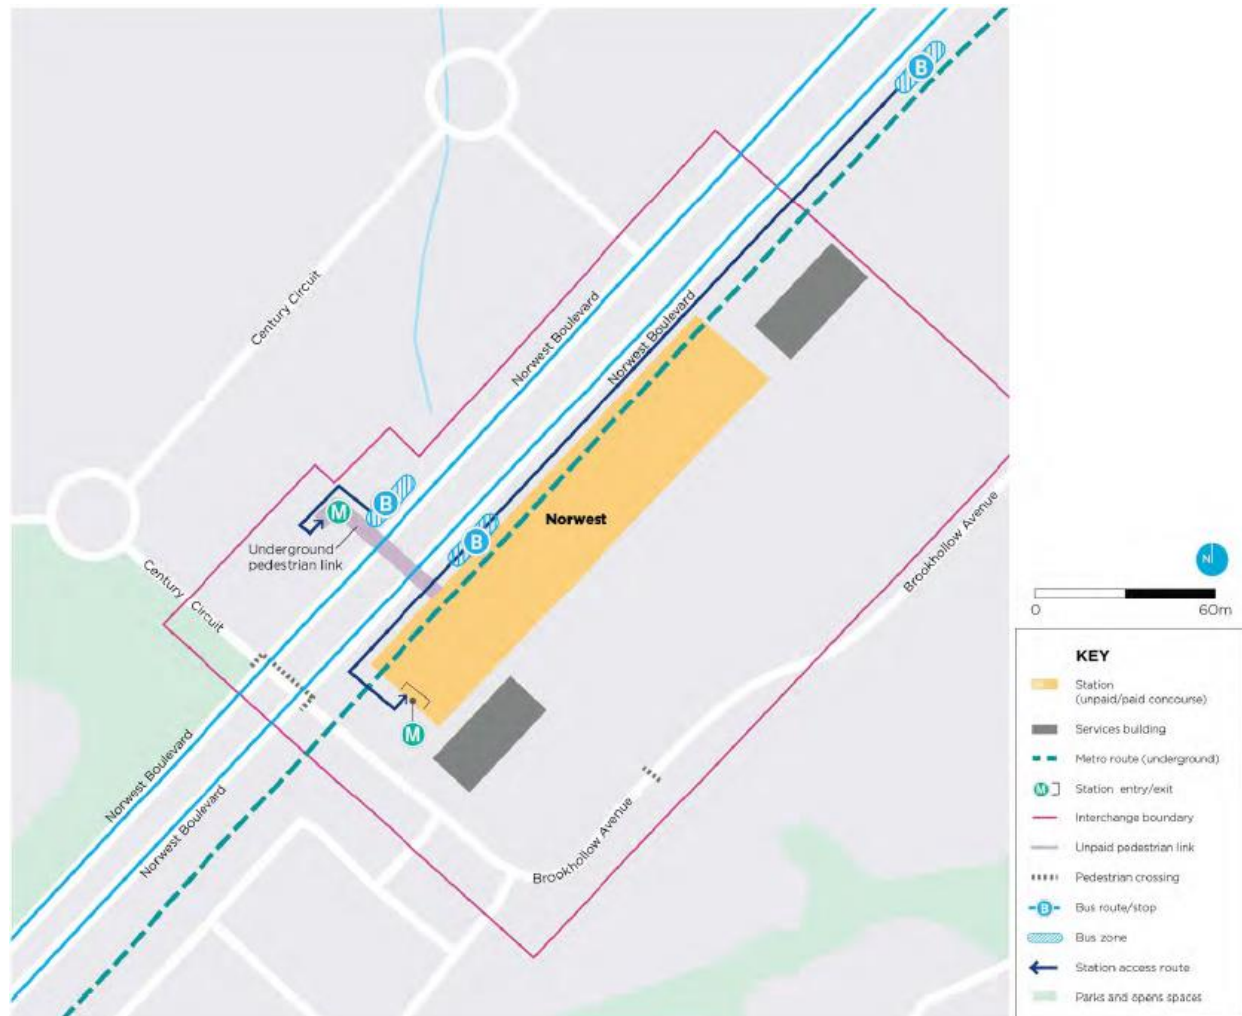 B
Century Circuit
Norwest Boulevard
Norwest Boulevard
B
M
Norwest
B
Underground
pedestrian link
Century Circuit
Brookhollow Avenue
M
Norwest Boulevard
Norwest Boulevard
Brookhollow Avenue
N
0 60m
KEY
Station
(unpaid/paid concourse)
Services building
Metro route (underground)
M Station entry/exit
Interchange boundary
Unpaid pedestrian link
Pedestrian crossing
B Bus route/stop
Bus zone
Station access route
Parks and opens spaces